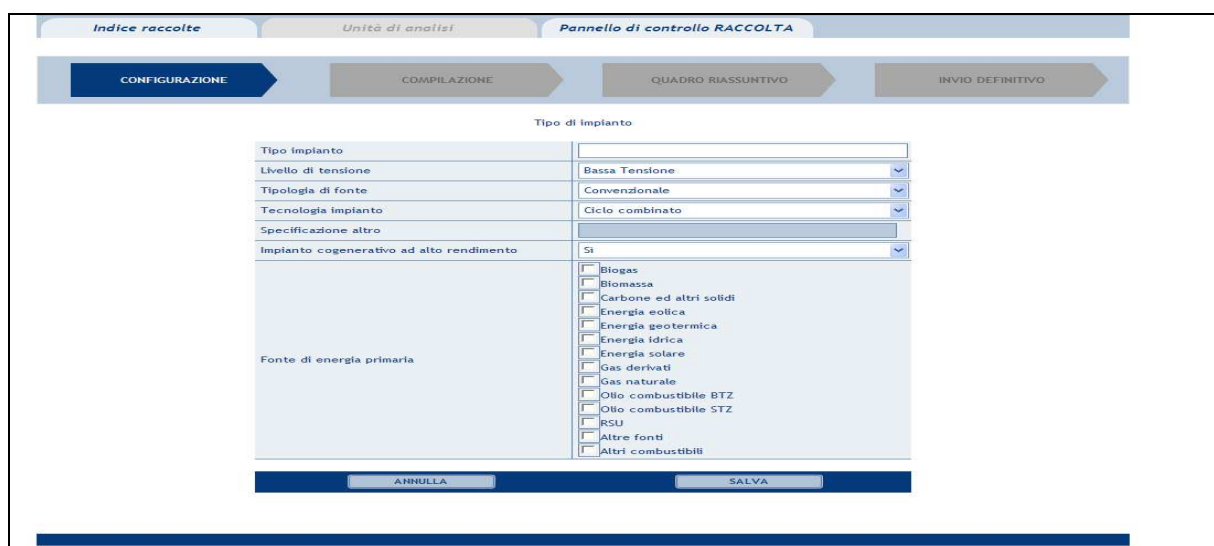 Indice raccolte Unità di analisi Pannello di controllo RACCOLTA
CONFIGURAZIONE COMPILAZIONE QUADRO RIASSUNTIVO INVIO DEFINITIVO
Tipo di impianto
Tipo impianto
Livello di tensione Bassa Tensione
Tipologia di fonte Convenzionale
Tecnologia impianto Ciclo combinato
Specificazione altro
Impianto cogenerativo ad alto rendimento Si
Fonte di energia primaria
Biogas
Biomassa
Carbone ed altri solidi
Energia eolica
Energia geotermica
Energia idrica
Energia solare
Gas derivati
Gas naturale
Olio combustibile BTZ
Olio combustibile STZ
RSU
Altre fonti
Altri combustibili
ANNULLA SALVA